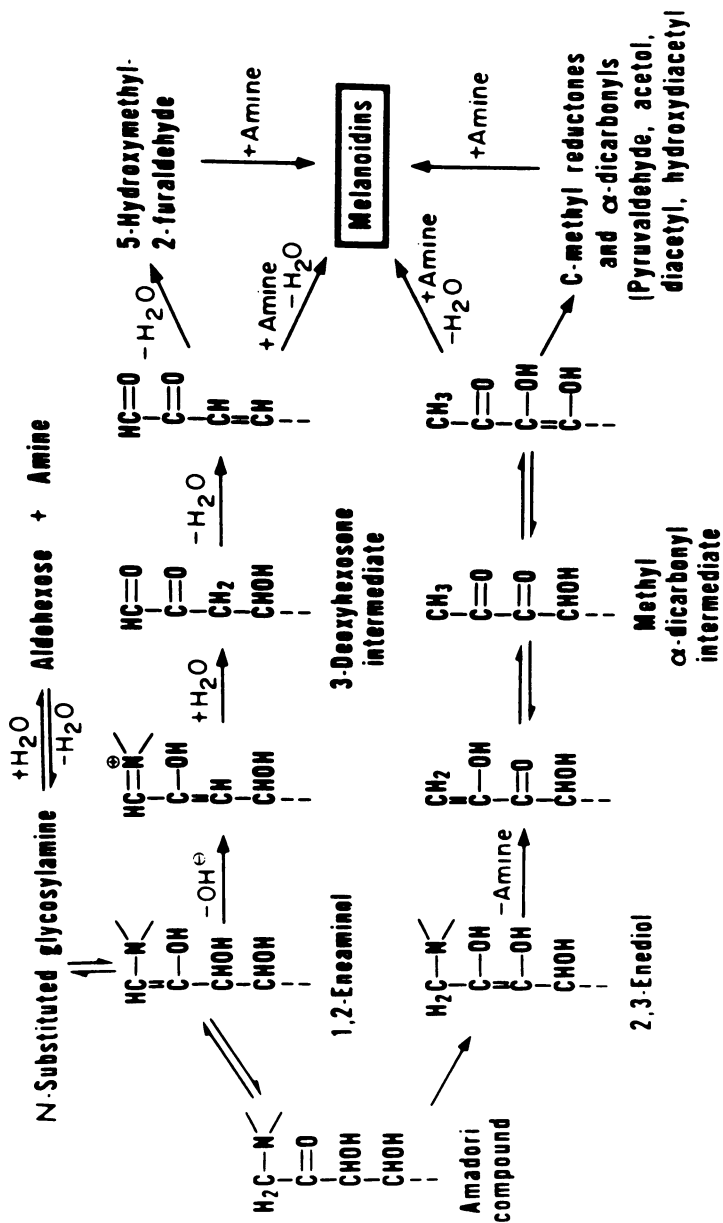 N-Substituted glycosylamine +H2O −H2O Aldohexose + Amine
HC—N
C—OH
CHOH
CHOH
1,2-Eneaminol
−OH⊖
HC=N⊕
C—OH
CH
CHOH
+H2O
HC=O
C=O
CH2
CHOH
3-Deoxyhexosone
intermediate
−H2O
HC=O
C=O
CH
CH
−H2O
5-Hydroxymethyl-
2-furaldehyde
+Amine
−H2O
+Amine
Melanoidins
H2C—N
C=O
CHOH
CHOH
Amadori
compound
H2C—N
C—OH
C—OH
CHOH
2,3-Enediol
−Amine
CH2
C—OH
C=O
CHOH
CH3
C=O
C=O
CHOH
Methyl
α-dicarbonyl
intermediate
CH3
C=O
C—OH
C—OH
+Amine
−H2O
+Amine
C-methyl reductones
and α-dicarbonyls
(Pyruvaldehyde, acetol,
diacetyl, hydroxydiacetyl